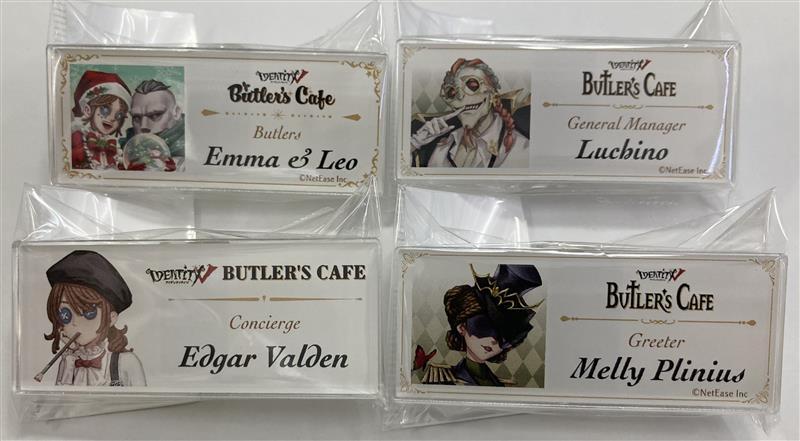 IDENTITY V
Butler's Cafe
Butlers
Emma & Leo
©NetEase Inc.
IDENTITY V
BUTLER'S CAFE
General Manager
Luchino
©NetEase Inc.
IDENTITY V BUTLER'S CAFE
Concierge
Edgar Valden
IDENTITY V
BUTLER'S CAFE
Greeter
Melly Plinius
©NetEase Inc.